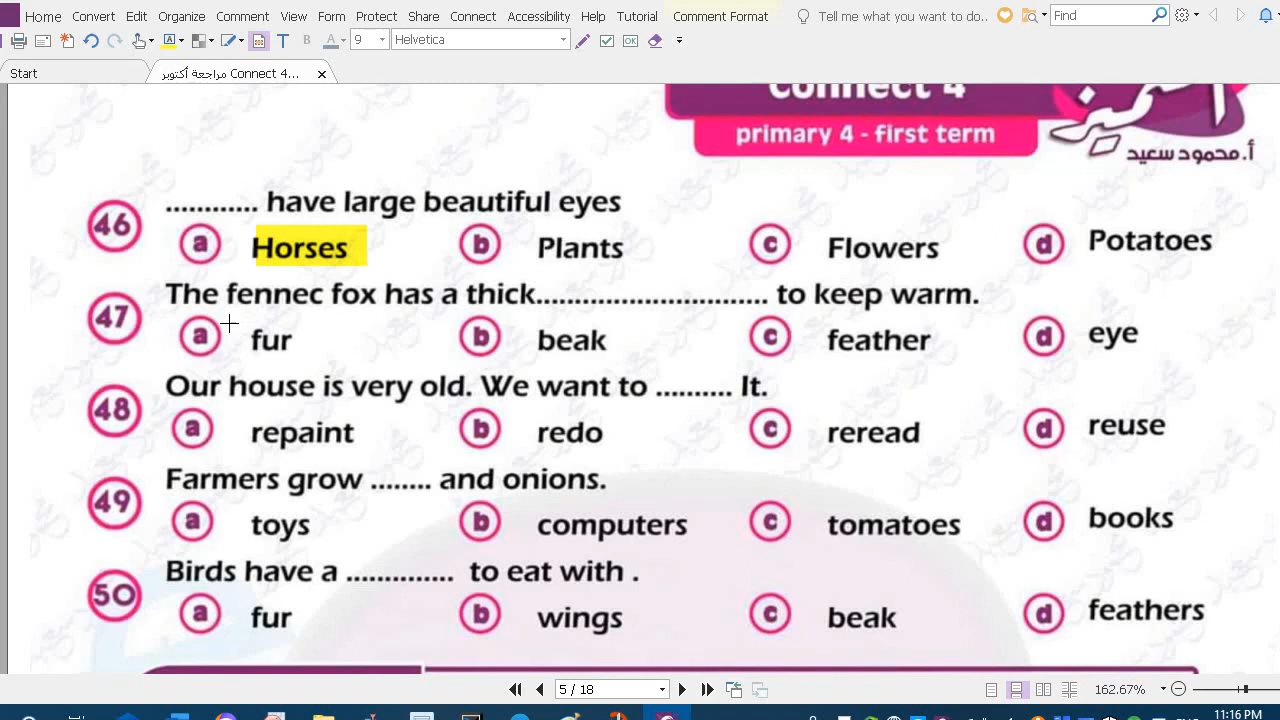 Home Convert Edit Organize Comment View Form Protect Share Connect Accessibility Help Tutorial Comment Format Tell me what you want to do.. Find
9 Helvetica
Start مراجعة أكتوبر Connect 4...
Connect 4
primary 4 - first term
أ. محمود سعيد
46 ............ have large beautiful eyes
a Horses b Plants c Flowers d Potatoes
47 The fennec fox has a thick............................. to keep warm.
a fur b beak c feather d eye
48 Our house is very old. We want to .......... It.
a repaint b redo c reread d reuse
49 Farmers grow ........ and onions.
a toys b computers c tomatoes d books
50 Birds have a .............. to eat with .
a fur b wings c beak d feathers
5 / 18 162.67%
11:16 PM